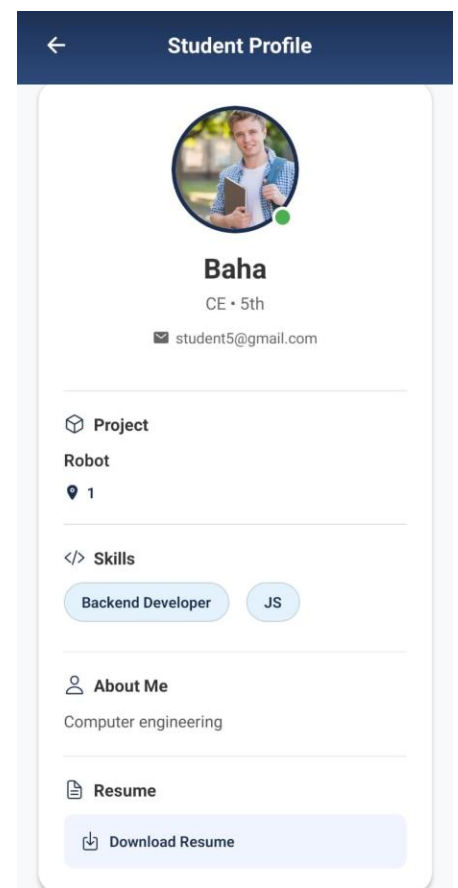 Student Profile
Baha
CE • 5th
student5@gmail.com
Project
Robot
1
</> Skills
Backend Developer JS
About Me
Computer engineering
Resume
Download Resume